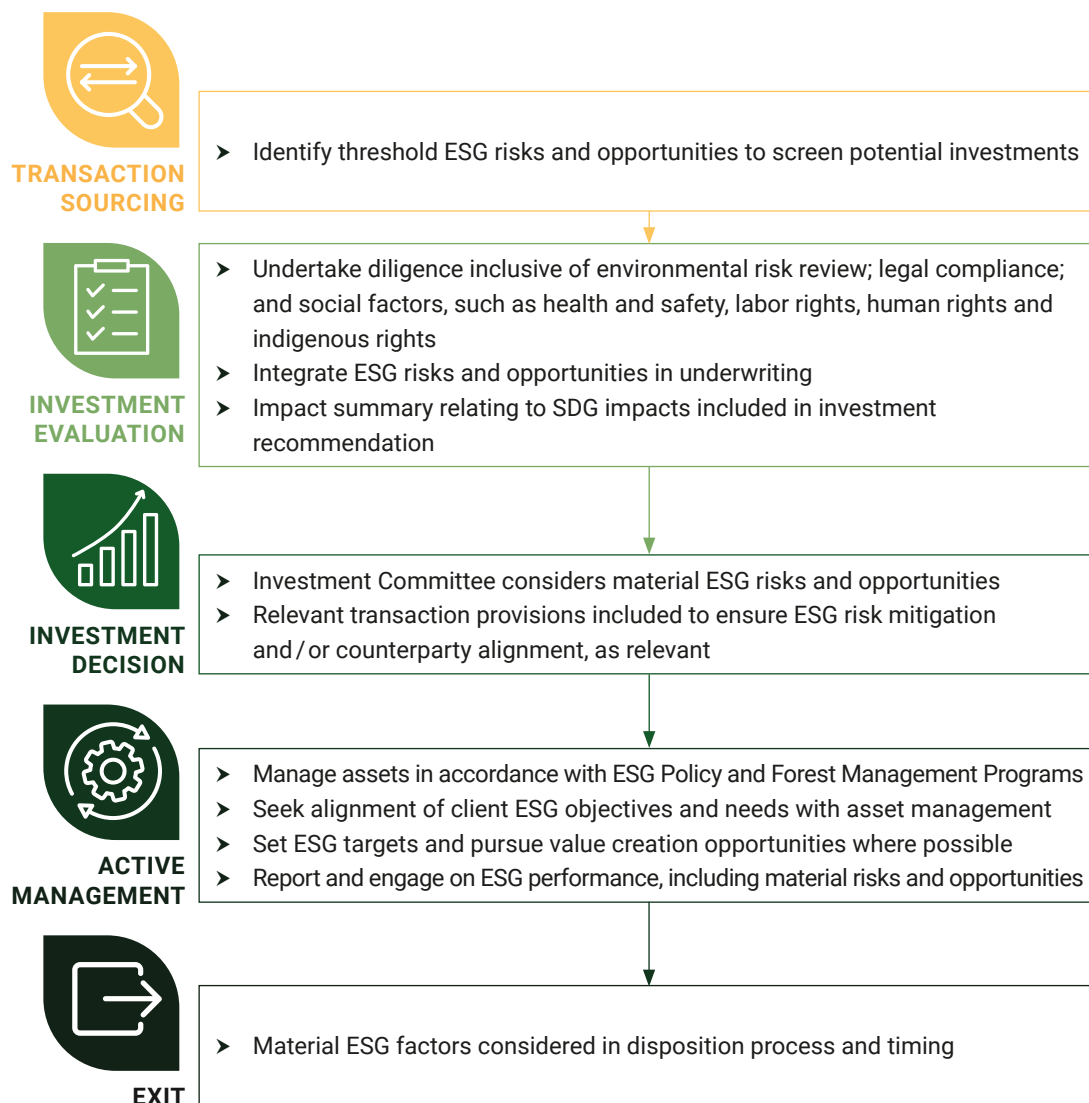 TRANSACTION
SOURCING
➤ Identify threshold ESG risks and opportunities to screen potential investments
INVESTMENT
EVALUATION
➤ Undertake diligence inclusive of environmental risk review; legal compliance;
and social factors, such as health and safety, labor rights, human rights and
indigenous rights
➤ Integrate ESG risks and opportunities in underwriting
➤ Impact summary relating to SDG impacts included in investment
recommendation
INVESTMENT
DECISION
➤ Investment Committee considers material ESG risks and opportunities
➤ Relevant transaction provisions included to ensure ESG risk mitigation
and/or counterparty alignment, as relevant
ACTIVE
MANAGEMENT
➤ Manage assets in accordance with ESG Policy and Forest Management Programs
➤ Seek alignment of client ESG objectives and needs with asset management
➤ Set ESG targets and pursue value creation opportunities where possible
➤ Report and engage on ESG performance, including material risks and opportunities
EXIT
➤ Material ESG factors considered in disposition process and timing